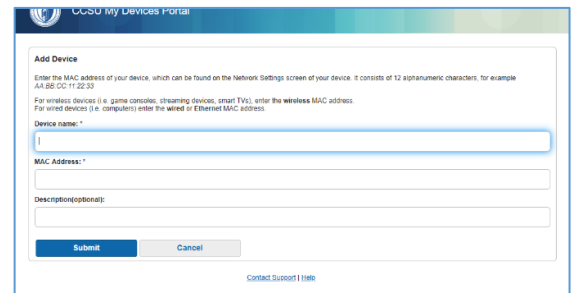 CCSU My Devices Portal
Add Device
Enter the MAC address of your device, which can be found on the Network Settings screen of your device. It consists of 12 alphanumeric characters, for example
AA:BB:CC:11:22:33
For wireless devices (i.e. game consoles, streaming devices, smart TVs), enter the wireless MAC address.
For wired devices (i.e. computers) enter the wired or Ethernet MAC address.
Device name: *
MAC Address: *
Description(optional):
Submit Cancel
Contact Support | Help